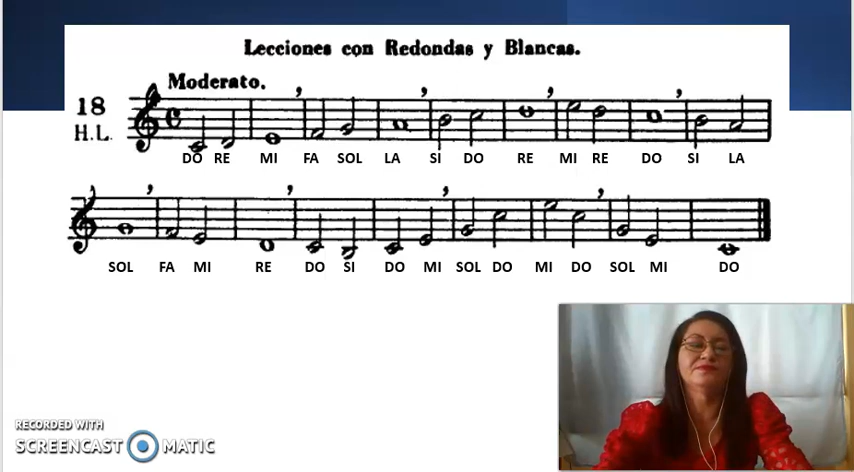 Lecciones con Redondas y Blancas.
Moderato.
18
H.L.
DO RE MI FA SOL LA SI DO RE MI RE DO SI LA
SOL FA MI RE DO SI DO MI SOL DO MI DO SOL MI DO
RECORDED WITH
SCREENCAST MATIC